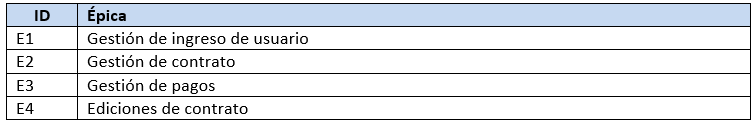 ID Épica
E1 Gestión de ingreso de usuario
E2 Gestión de contrato
E3 Gestión de pagos
E4 Ediciones de contrato